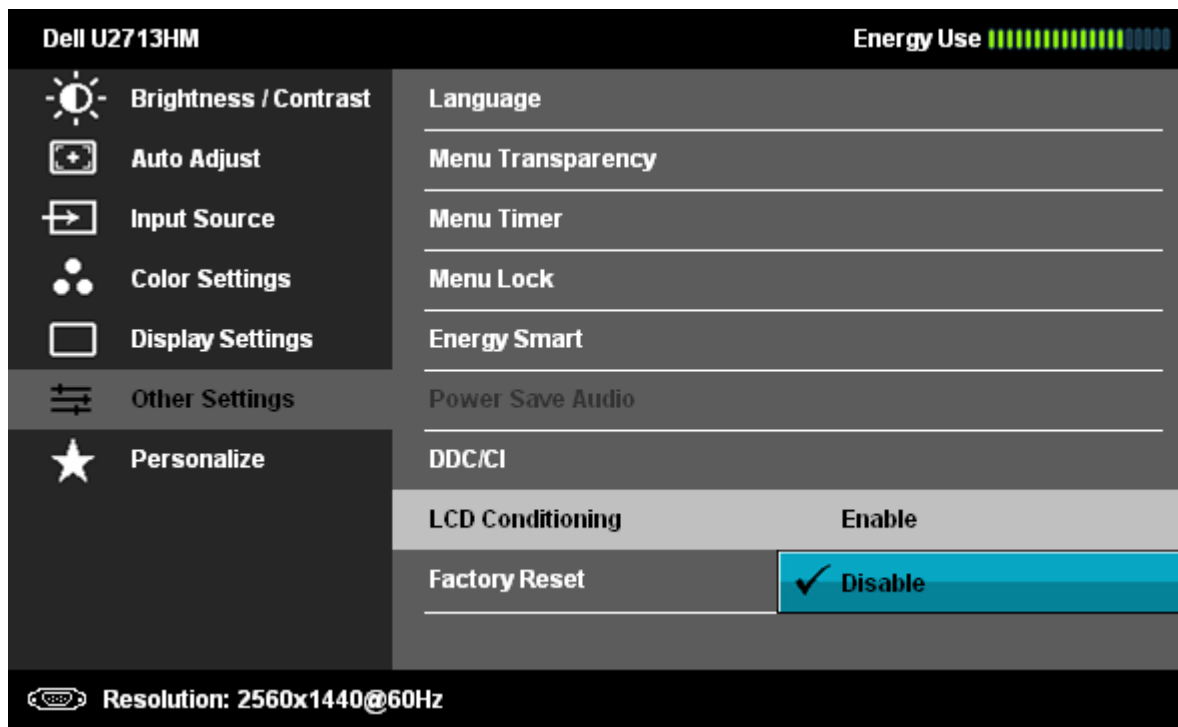 Dell U2713HM Energy Use
Brightness / Contrast Language
Auto Adjust Menu Transparency
Input Source Menu Timer
Color Settings Menu Lock
Display Settings Energy Smart
Other Settings Power Save Audio
Personalize DDC/CI
LCD Conditioning Enable
Factory Reset Disable
Resolution: 2560x1440@60Hz